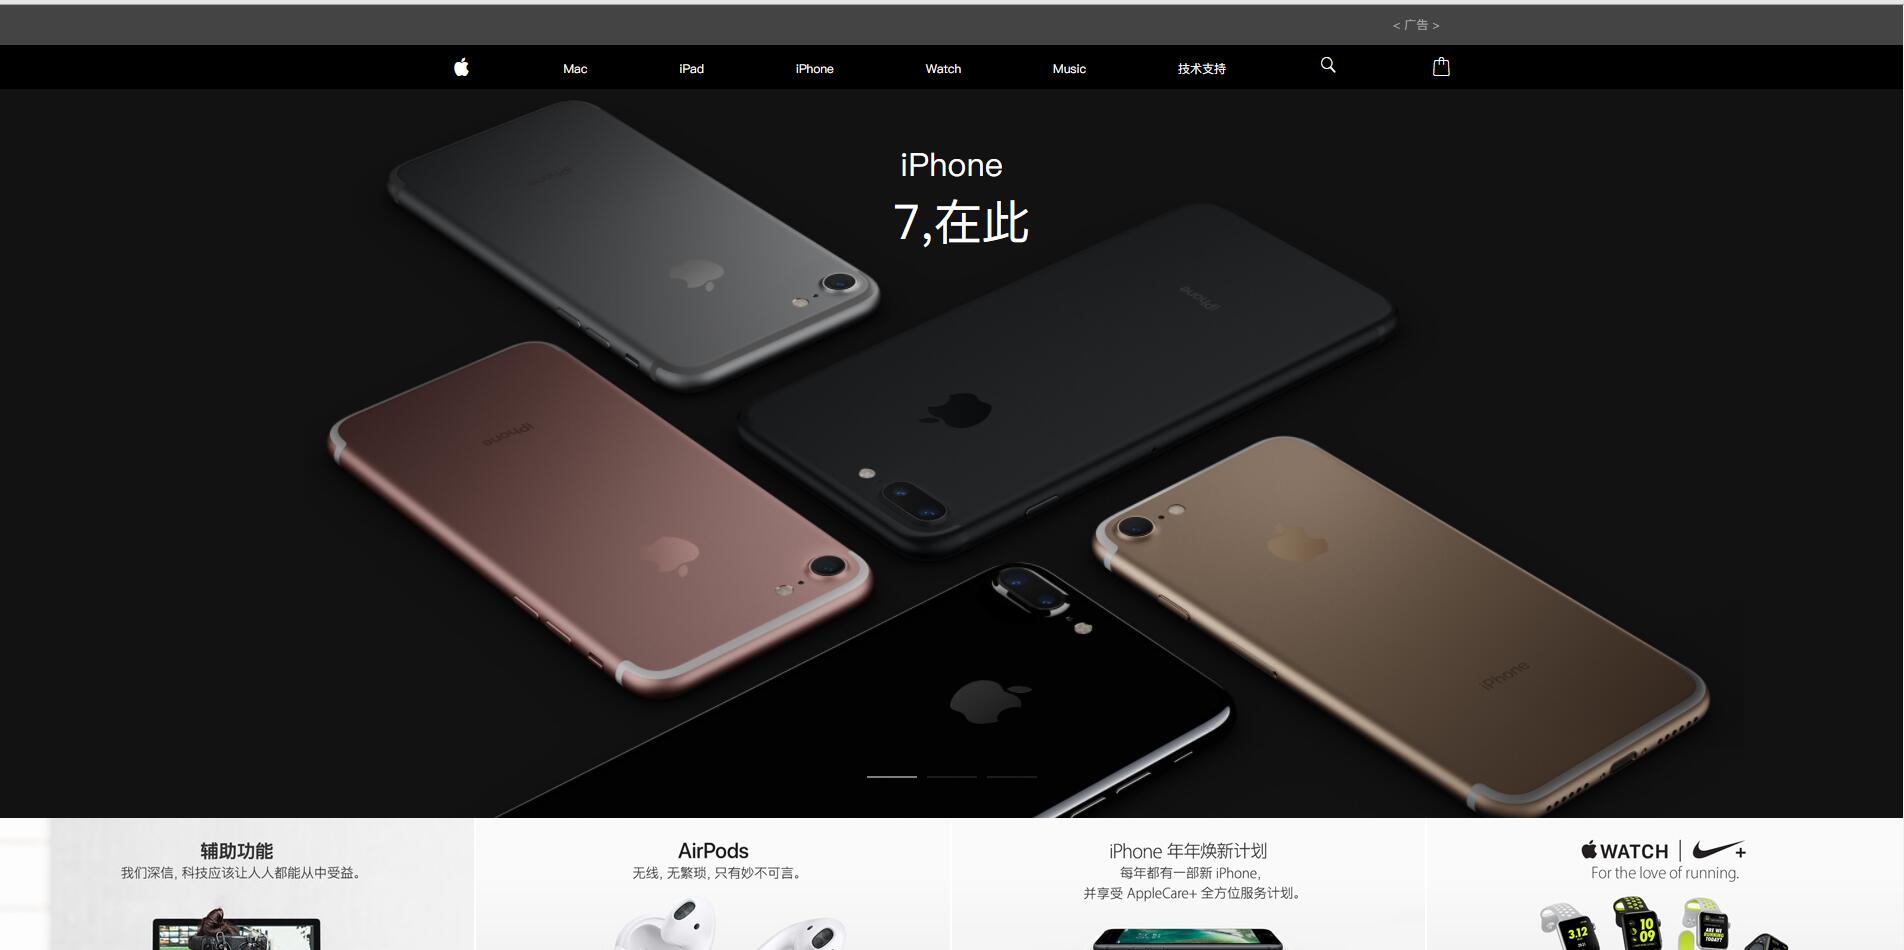 < 广告 >
Mac iPad iPhone Watch Music 技术支持
iPhone
7,在此
iPhone
iPhone
iPhone
iPhone
辅助功能
我们深信, 科技应该让人人都能从中受益。
AirPods
无线, 无繁琐, 只有妙不可言。
iPhone 年年焕新计划
每年都有一部新 iPhone,
并享受 AppleCare+ 全方位服务计划。
WATCH | +
For the love of running.
3.12
10
09
ARE WE
RUNNING
TODAY?